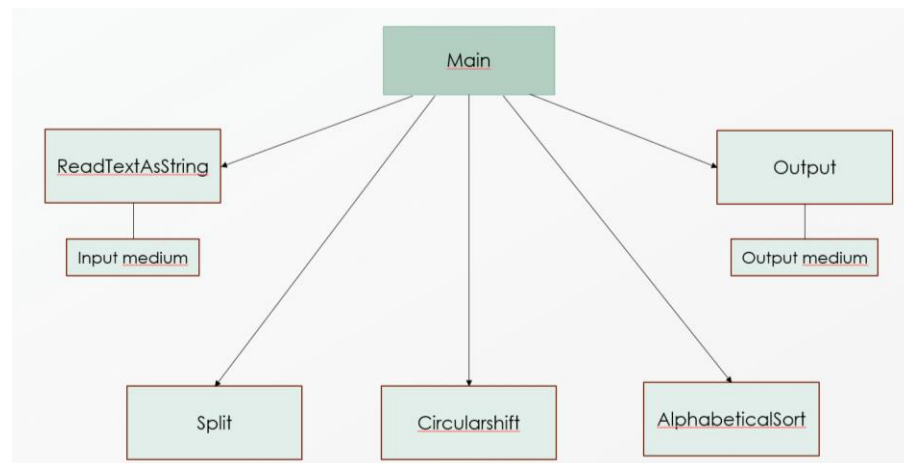 Main
ReadTextAsString
Output
Input medium
Output medium
Split
Circularshift
AlphabeticalSort